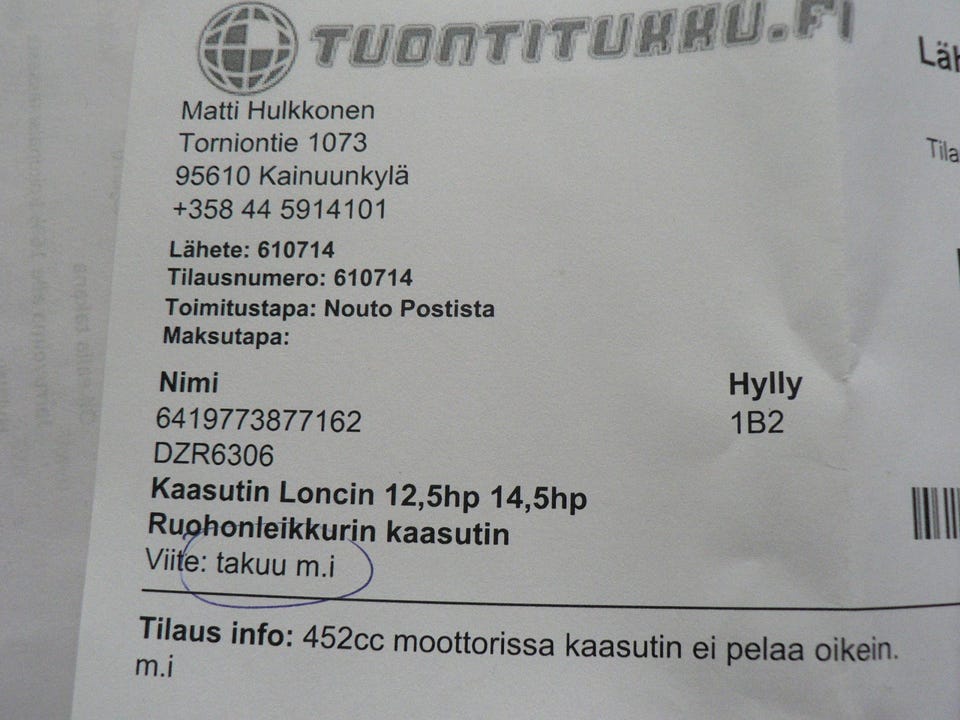 TUONTITUKKU.FI
Matti Hulkkonen
Torniontie 1073
95610 Kainuunkylä
+358 44 5914101
Lähete: 610714
Tilausnumero: 610714
Toimitustapa: Nouto Postista
Maksutapa:
Nimi Hylly
6419773877162 1B2
DZR6306
Kaasutin Loncin 12,5hp 14,5hp
Ruohonleikkurin kaasutin
Viite: takuu m.i
Tilaus info: 452cc moottorissa kaasutin ei pelaa oikein.
m.i